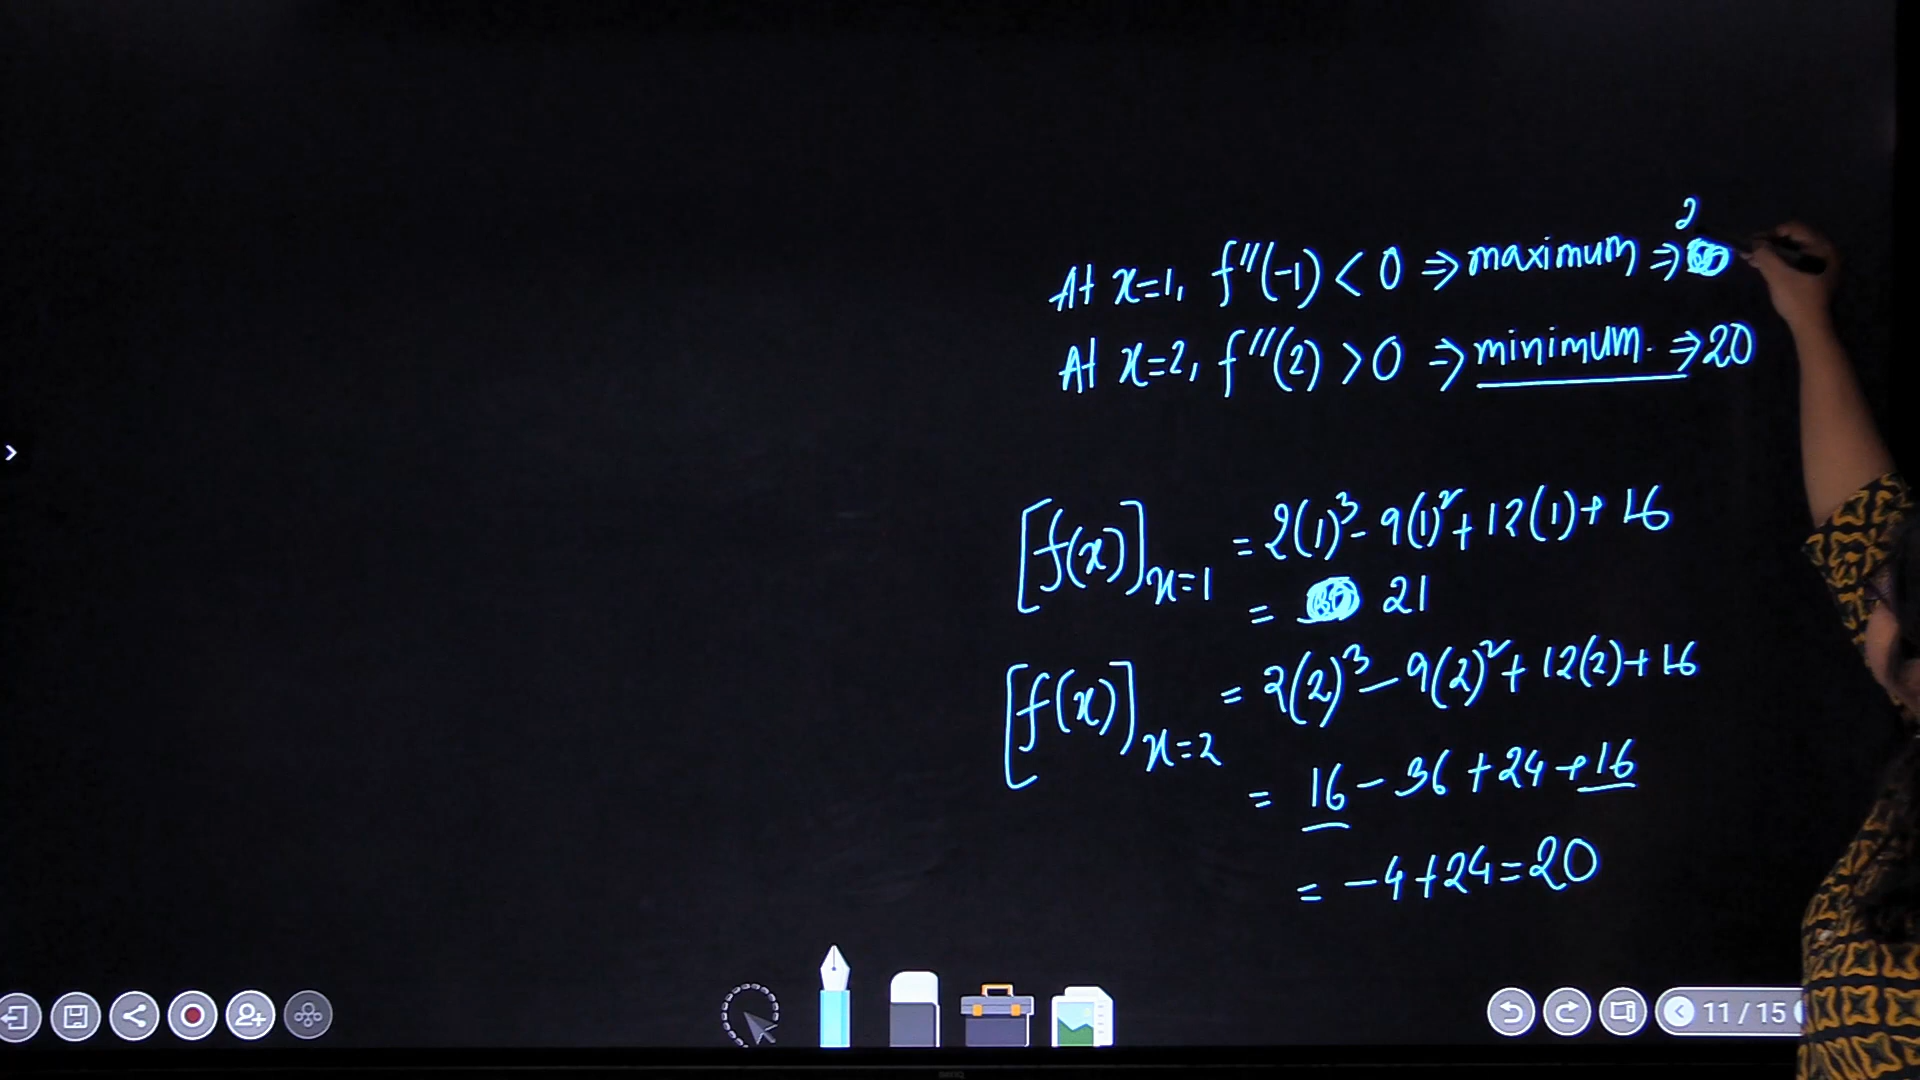 2
At x=1, f''(-1) < 0 ⇒ maximum ⇒
At x=2, f''(2) > 0 ⇒ minimum. ⇒ 20
[f(x)]x=1 = 2(1)³ - 9(1)² + 12(1) + 16
= 21
[f(x)]x=2 = 2(2)³ - 9(2)² + 12(2) + 16
= 16 - 36 + 24 + 16
= -4 + 24 = 20
11 / 15